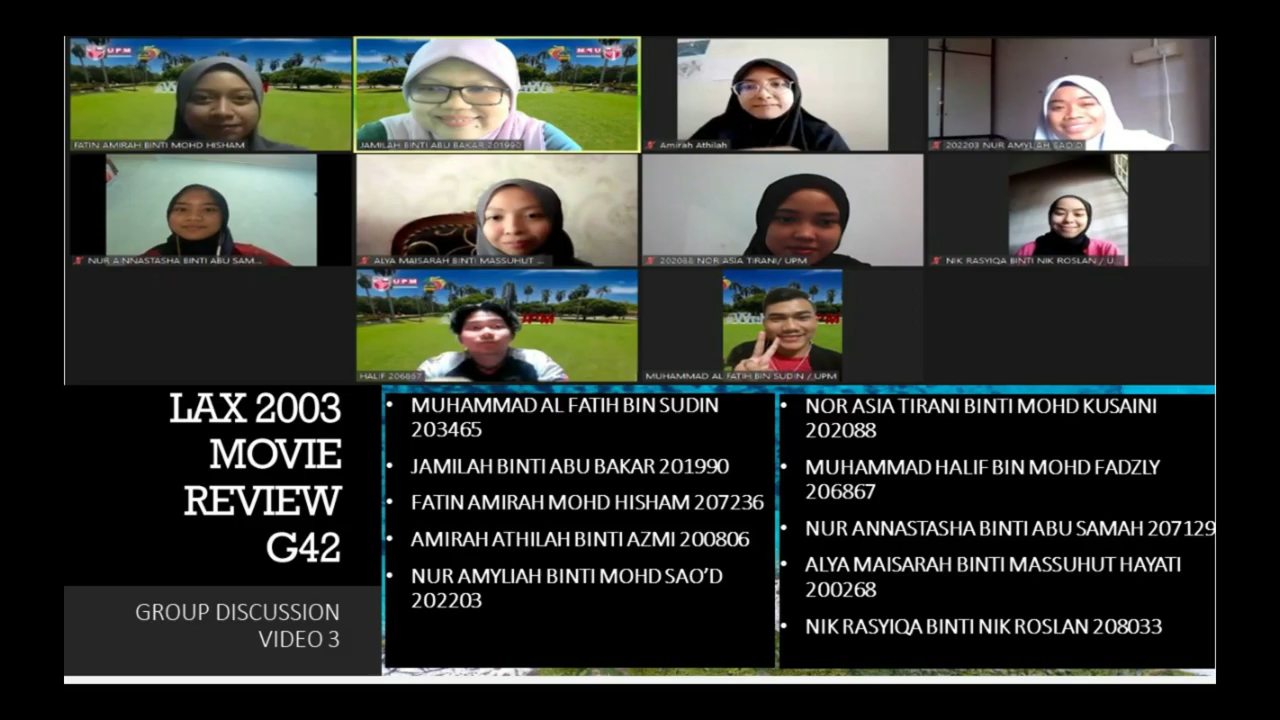 UPM
UPM
FATIN AMIRAH BINTI MOHD HISHAM
JAMILAH BINTI ABU BAKAR 201990
Amirah Athilah
202203 NUR AMYLIAH SAO'D
NUR ANNASTASHA BINTI ABU SAM...
ALYA MAISARAH BINTI MASSUHUT ...
202088 NOR ASIA TIRANI/ UPM
NIK RASYIQA BINTI NIK ROSLAN / U...
UPM
UPM
HALIF 206867
MUHAMMAD AL FATIH BIN SUDIN / UPM
LAX 2003
MOVIE
REVIEW
G42
GROUP DISCUSSION
VIDEO 3
• MUHAMMAD AL FATIH BIN SUDIN
203465
• JAMILAH BINTI ABU BAKAR 201990
• FATIN AMIRAH MOHD HISHAM 207236
• AMIRAH ATHILAH BINTI AZMI 200806
• NUR AMYLIAH BINTI MOHD SAO’D
202203
• NOR ASIA TIRANI BINTI MOHD KUSAINI
202088
• MUHAMMAD HALIF BIN MOHD FADZLY
206867
• NUR ANNASTASHA BINTI ABU SAMAH 207129
• ALYA MAISARAH BINTI MASSUHUT HAYATI
200268
• NIK RASYIQA BINTI NIK ROSLAN 208033